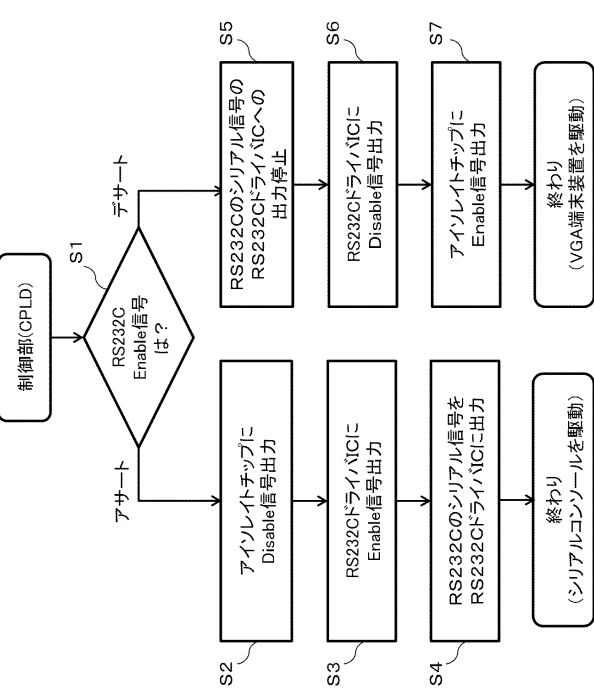 制御部(CPLD)
S1
RS232C
Enable信号
は？
アサート
デサート
S2
アイソレイトチップに
Disable信号出力
S3
RS232CドライバICに
Enable信号出力
S4
RS232Cのシリアル信号を
RS232CドライバICに出力
終わり
(シリアルコンソールを駆動)
S5
RS232Cのシリアル信号の
RS232CドライバICへの
出力停止
S6
RS232CドライバICに
Disable信号出力
S7
アイソレイトチップに
Enable信号出力
終わり
(VGA端末装置を駆動)